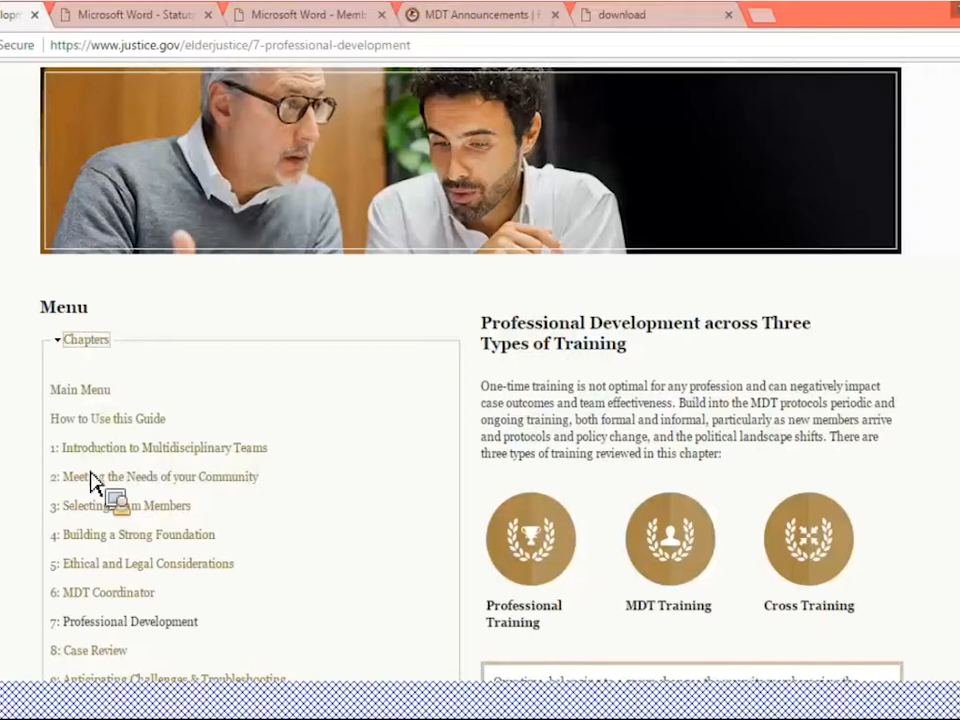 Microsoft Word - Statu:
Microsoft Word - Memb
MDT Announcements |
download
Secure
https://www.justice.gov/elderjustice/7-professional-development
Menu
Chapters
Main Menu
How to Use this Guide
1: Introduction to Multidisciplinary Teams
2: Meeting the Needs of your Community
3: Selecting Team Members
4: Building a Strong Foundation
5: Ethical and Legal Considerations
6: MDT Coordinator
7: Professional Development
8: Case Review
9: Anticipating Challenges & Troubleshooting
Professional Development across Three
Types of Training
One-time training is not optimal for any profession and can negatively impact
case outcomes and team effectiveness. Build into the MDT protocols periodic and
ongoing training, both formal and informal, particularly as new members arrive
and protocols and policy change, and the political landscape shifts. There are
three types of training reviewed in this chapter:
Professional
Training
MDT Training
Cross Training